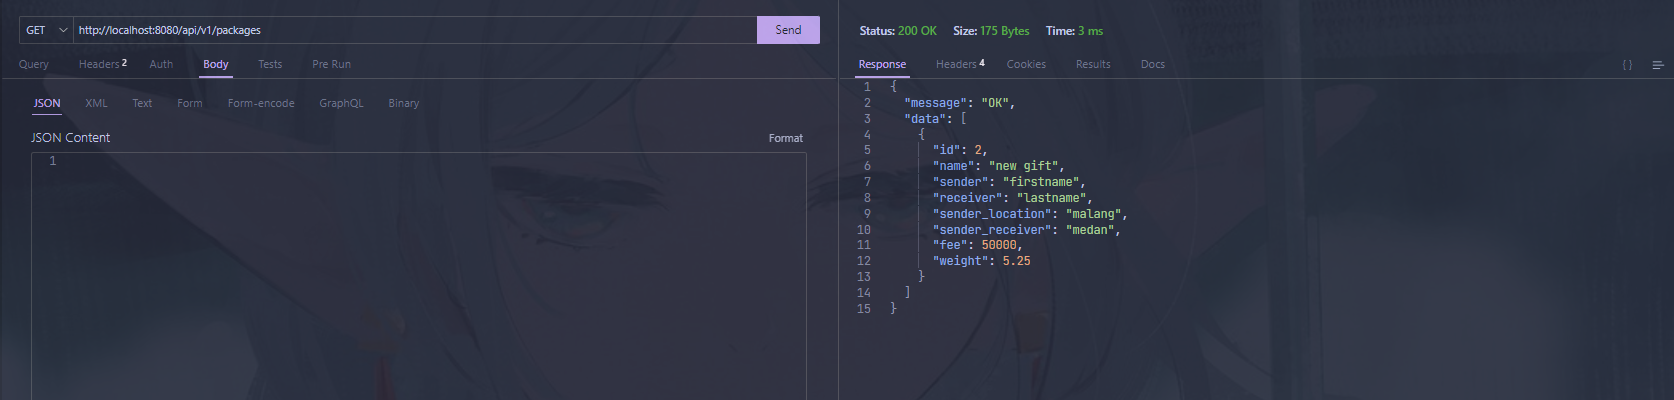 GET http://localhost:8080/api/v1/packages Send
Query Headers 2 Auth Body Tests Pre Run
JSON XML Text Form Form-encode GraphQL Binary
JSON Content Format
1
Status: 200 OK Size: 175 Bytes Time: 3 ms
Response Headers 4 Cookies Results Docs {}
1 {
2 "message": "OK",
3 "data": [
4 {
5 "id": 2,
6 "name": "new gift",
7 "sender": "firstname",
8 "receiver": "lastname",
9 "sender_location": "malang",
10 "sender_receiver": "medan",
11 "fee": 50000,
12 "weight": 5.25
13 }
14 ]
15 }